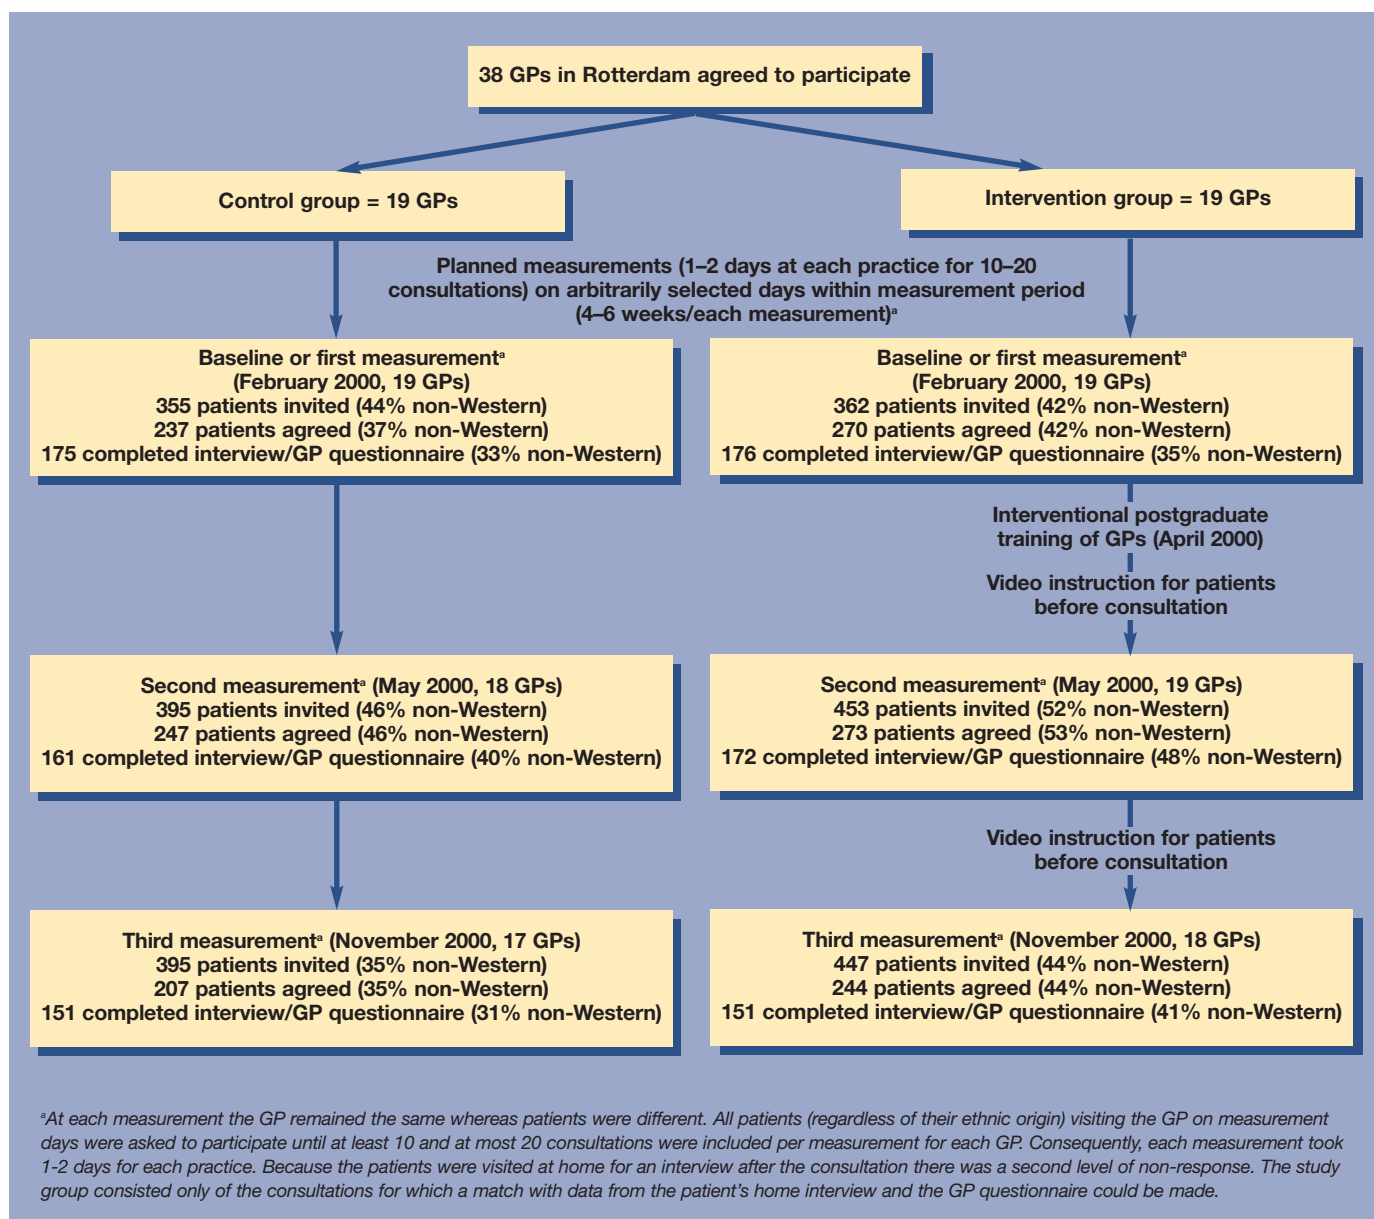 38 GPs in Rotterdam agreed to participate
Control group = 19 GPs
Intervention group = 19 GPs
Planned measurements (1–2 days at each practice for 10–20
consultations) on arbitrarily selected days within measurement period
(4–6 weeks/each measurement)ᵃ
Baseline or first measurementᵃ
(February 2000, 19 GPs)
355 patients invited (44% non-Western)
237 patients agreed (37% non-Western)
175 completed interview/GP questionnaire (33% non-Western)
Baseline or first measurementᵃ
(February 2000, 19 GPs)
362 patients invited (42% non-Western)
270 patients agreed (42% non-Western)
176 completed interview/GP questionnaire (35% non-Western)
Interventional postgraduate
training of GPs (April 2000)
Video instruction for patients
before consultation
Second measurementᵃ (May 2000, 18 GPs)
395 patients invited (46% non-Western)
247 patients agreed (46% non-Western)
161 completed interview/GP questionnaire (40% non-Western)
Second measurementᵃ (May 2000, 19 GPs)
453 patients invited (52% non-Western)
273 patients agreed (53% non-Western)
172 completed interview/GP questionnaire (48% non-Western)
Video instruction for patients
before consultation
Third measurementᵃ (November 2000, 17 GPs)
395 patients invited (35% non-Western)
207 patients agreed (35% non-Western)
151 completed interview/GP questionnaire (31% non-Western)
Third measurementᵃ (November 2000, 18 GPs)
447 patients invited (44% non-Western)
244 patients agreed (44% non-Western)
151 completed interview/GP questionnaire (41% non-Western)
ᵃAt each measurement the GP remained the same whereas patients were different. All patients (regardless of their ethnic origin) visiting the GP on measurement
days were asked to participate until at least 10 and at most 20 consultations were included per measurement for each GP. Consequently, each measurement took
1-2 days for each practice. Because the patients were visited at home for an interview after the consultation there was a second level of non-response. The study
group consisted only of the consultations for which a match with data from the patient's home interview and the GP questionnaire could be made.